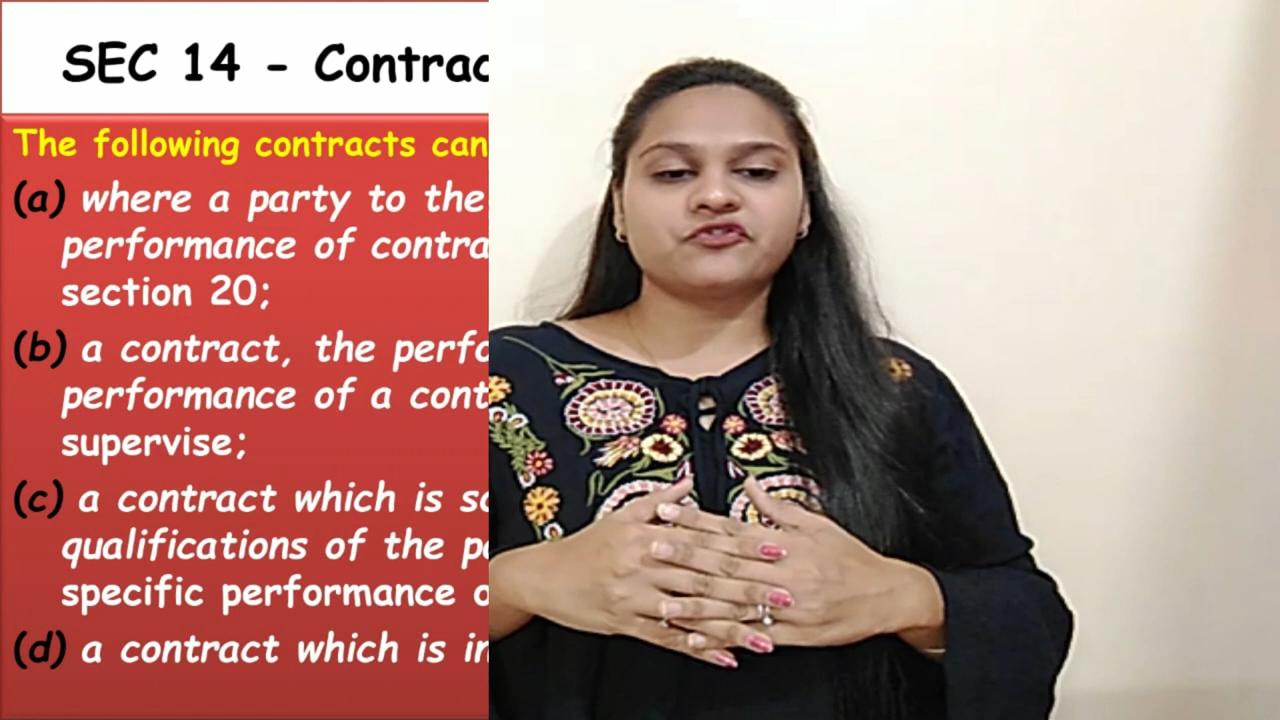 SEC 14 - Contrac
The following contracts can
(a) where a party to the
performance of contra
section 20;
(b) a contract, the perfo
performance of a cont
supervise;
(c) a contract which is so
qualifications of the pe
specific performance o
(d) a contract which is in